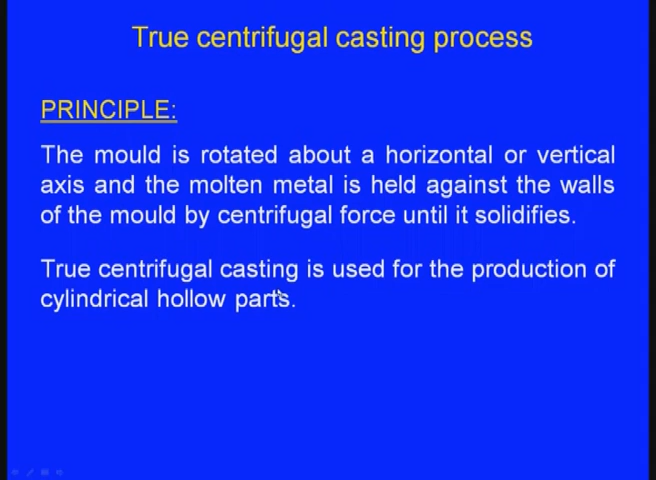 True centrifugal casting process
PRINCIPLE:
The mould is rotated about a horizontal or vertical
axis and the molten metal is held against the walls
of the mould by centrifugal force until it solidifies.
True centrifugal casting is used for the production of
cylindrical hollow parts.